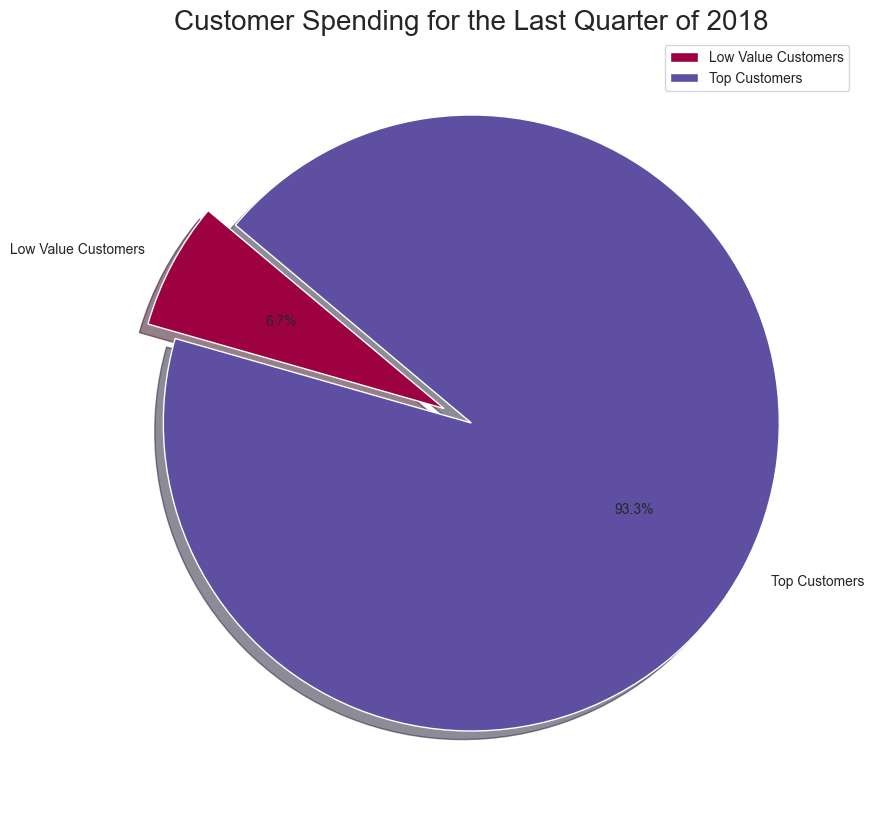 Customer Spending for the Last Quarter of 2018
Low Value Customers
Top Customers
Low Value Customers
6.7%
93.3%
Top Customers